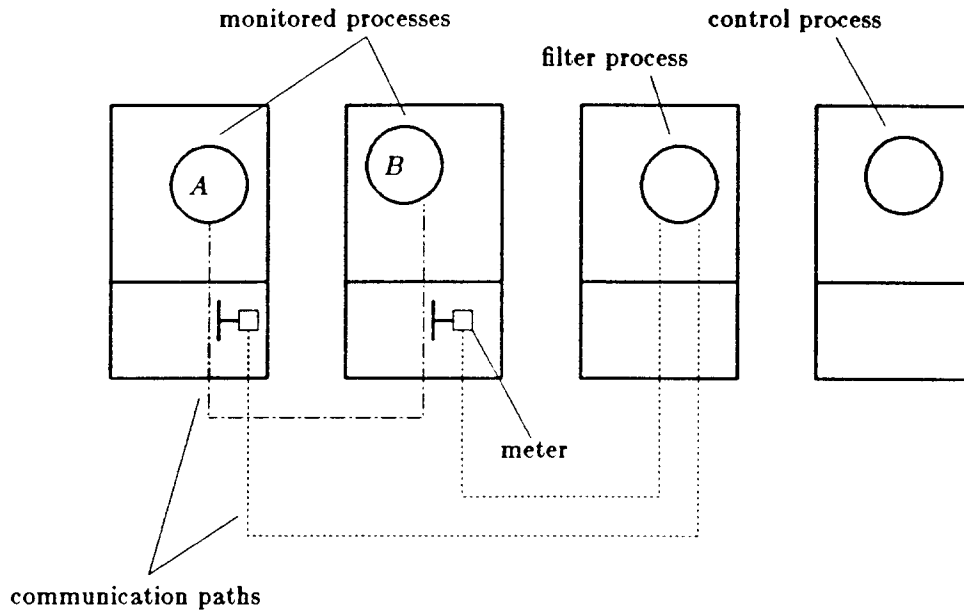 monitored processes
control process
filter process
A
B
meter
communication paths